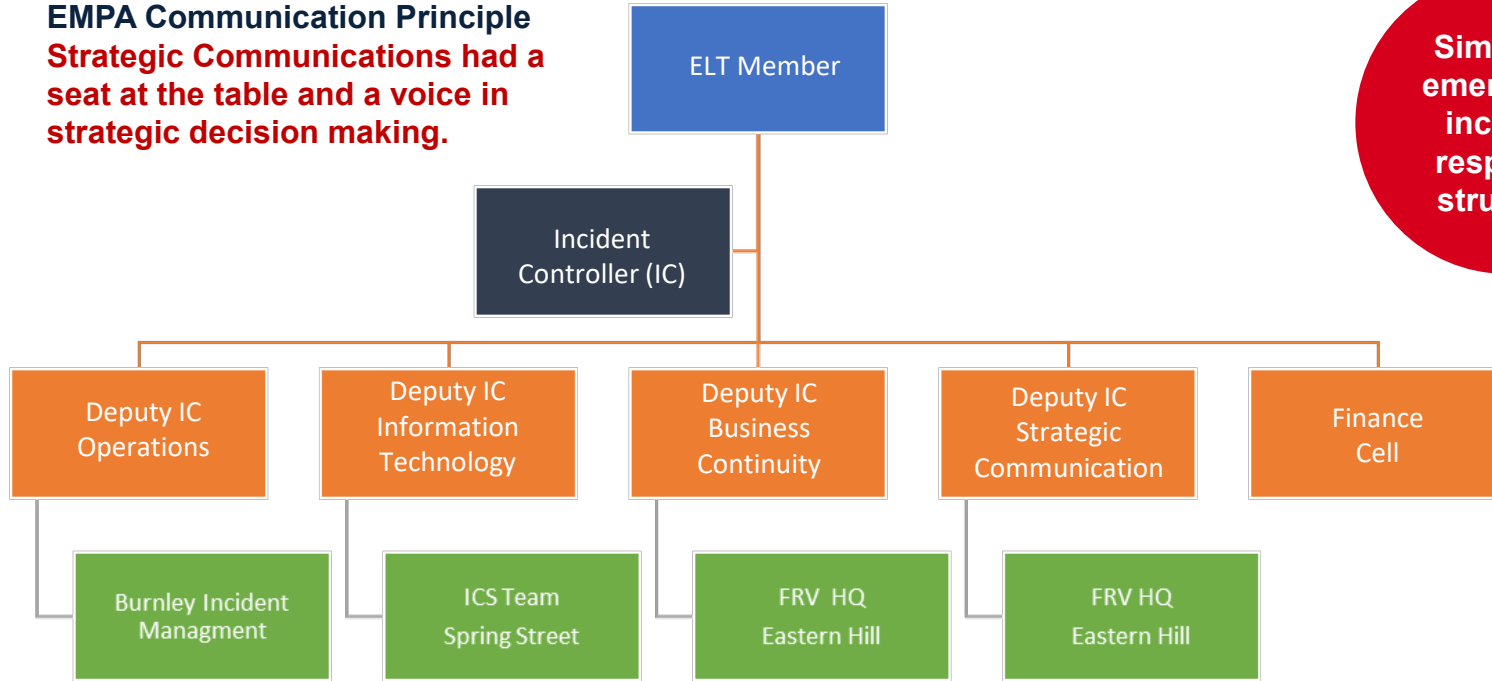 EMPA Communication Principle
Strategic Communications had a
seat at the table and a voice in
strategic decision making.
ELT Member
Incident
Controller (IC)
Deputy IC
Operations
Deputy IC
Information
Technology
Deputy IC
Business
Continuity
Deputy IC
Strategic
Communication
Finance
Cell
Burnley Incident
Managment
ICS Team
Spring Street
FRV HQ
Eastern Hill
FRV HQ
Eastern Hill